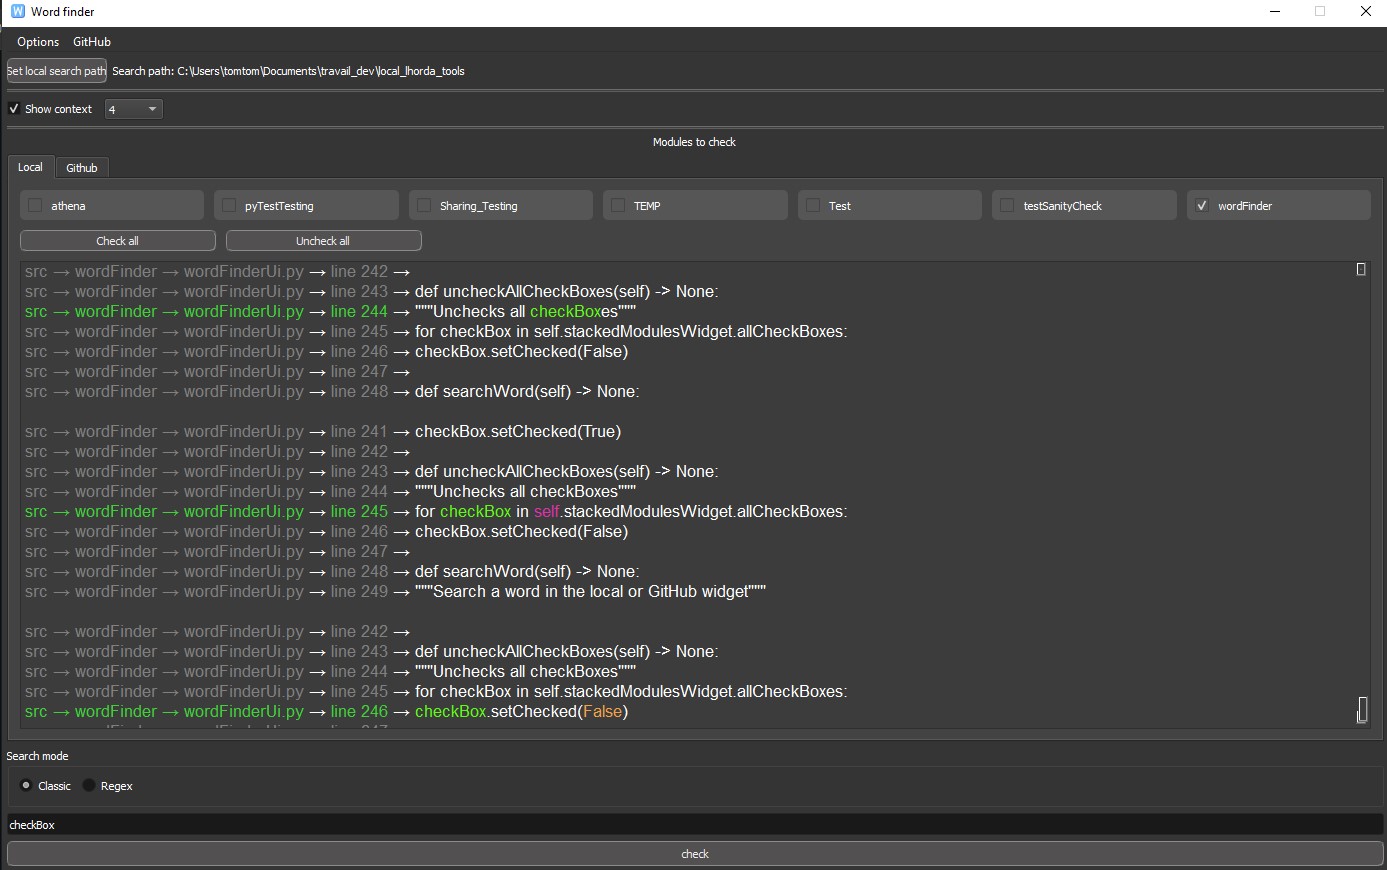 W Word finder
Options GitHub
Set local search path Search path: C:\Users\tomtom\Documents\travail_dev\local_lhorda_tools
Show context 4
Modules to check
Local Github
athena pyTestTesting Sharing_Testing TEMP Test testSanityCheck wordFinder
Check all Uncheck all
src → wordFinder → wordFinderUi.py → line 242 →
src → wordFinder → wordFinderUi.py → line 243 → def uncheckAllCheckBoxes(self) -> None:
src → wordFinder → wordFinderUi.py → line 244 → """Unchecks all checkBoxes"""
src → wordFinder → wordFinderUi.py → line 245 → for checkBox in self.stackedModulesWidget.allCheckBoxes:
src → wordFinder → wordFinderUi.py → line 246 → checkBox.setChecked(False)
src → wordFinder → wordFinderUi.py → line 247 →
src → wordFinder → wordFinderUi.py → line 248 → def searchWord(self) -> None:
src → wordFinder → wordFinderUi.py → line 241 → checkBox.setChecked(True)
src → wordFinder → wordFinderUi.py → line 242 →
src → wordFinder → wordFinderUi.py → line 243 → def uncheckAllCheckBoxes(self) -> None:
src → wordFinder → wordFinderUi.py → line 244 → """Unchecks all checkBoxes"""
src → wordFinder → wordFinderUi.py → line 245 → for checkBox in self.stackedModulesWidget.allCheckBoxes:
src → wordFinder → wordFinderUi.py → line 246 → checkBox.setChecked(False)
src → wordFinder → wordFinderUi.py → line 247 →
src → wordFinder → wordFinderUi.py → line 248 → def searchWord(self) -> None:
src → wordFinder → wordFinderUi.py → line 249 → """Search a word in the local or GitHub widget"""
src → wordFinder → wordFinderUi.py → line 242 →
src → wordFinder → wordFinderUi.py → line 243 → def uncheckAllCheckBoxes(self) -> None:
src → wordFinder → wordFinderUi.py → line 244 → """Unchecks all checkBoxes"""
src → wordFinder → wordFinderUi.py → line 245 → for checkBox in self.stackedModulesWidget.allCheckBoxes:
src → wordFinder → wordFinderUi.py → line 246 → checkBox.setChecked(False)
Search mode
Classic Regex
checkBox
check